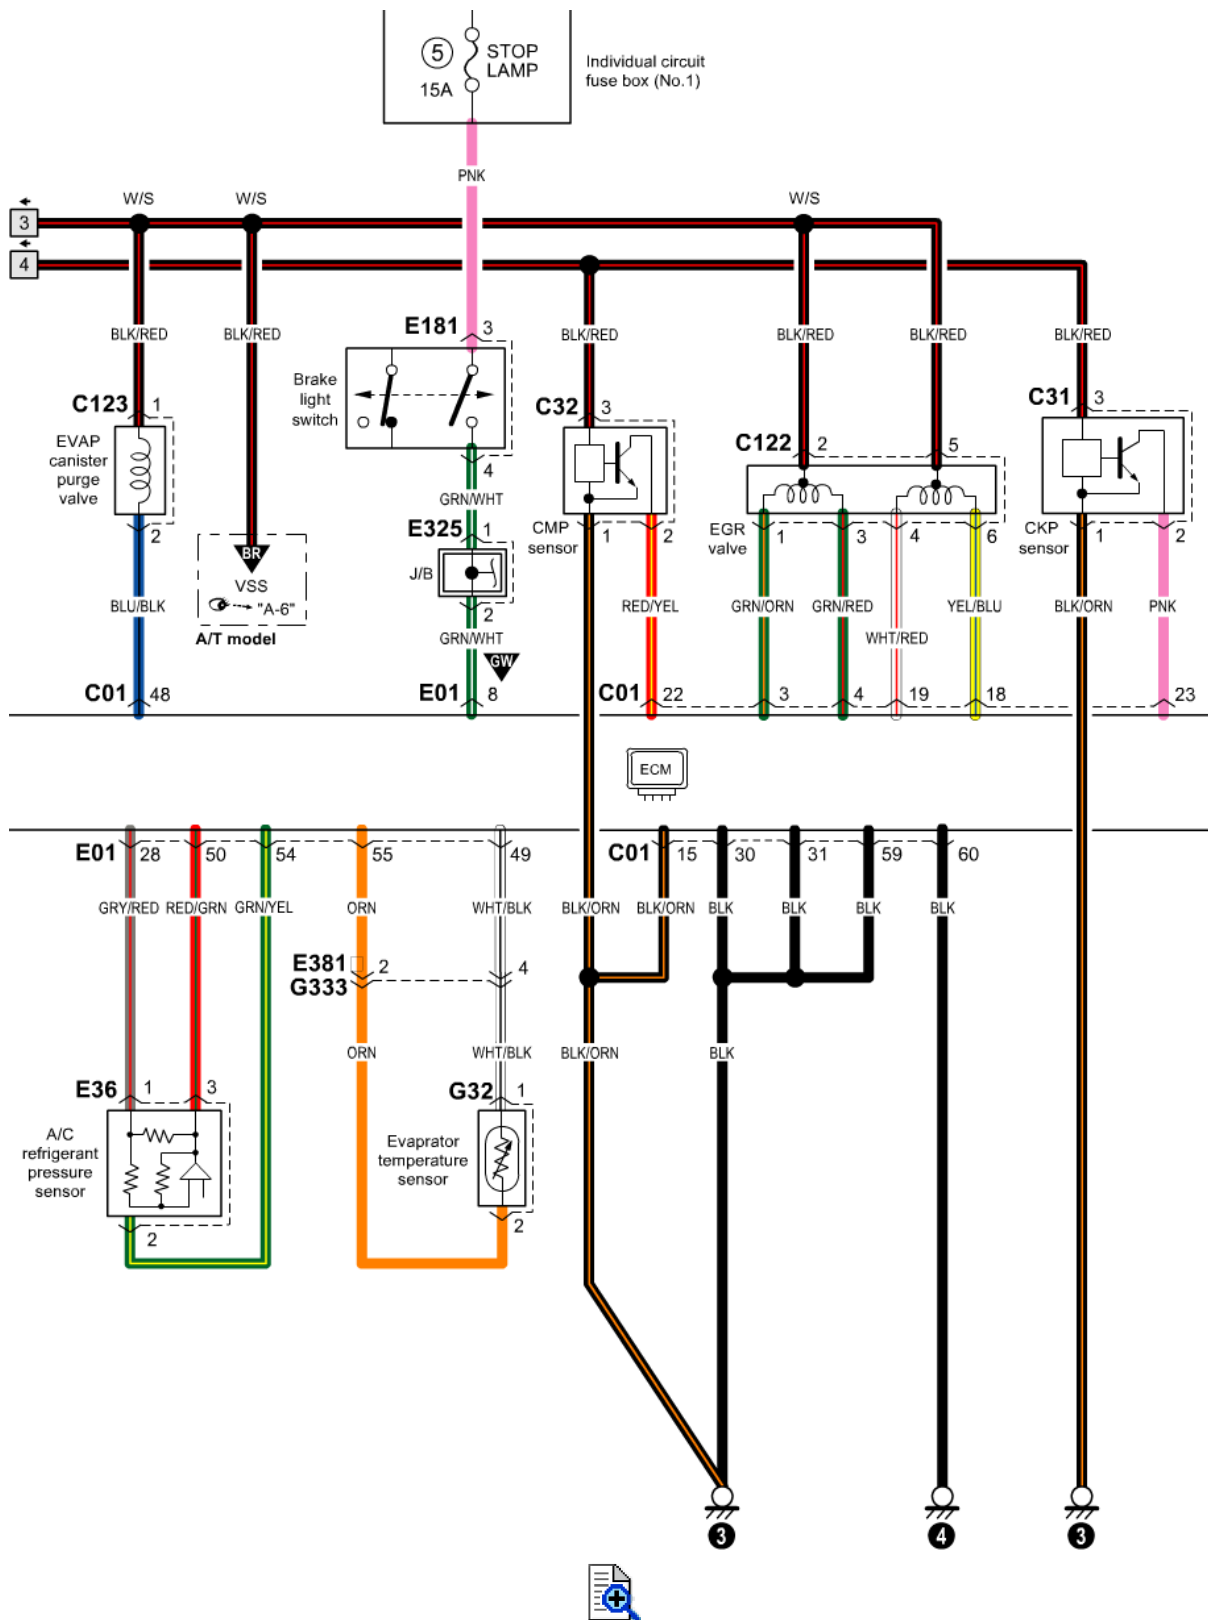 5 STOP LAMP
15A
Individual circuit
fuse box (No.1)
PNK
W/S W/S W/S
3
4
BLK/RED BLK/RED BLK/RED BLK/RED BLK/RED BLK/RED
E181 3
Brake
light
switch
4
GRN/WHT
E325 1
J/B
2
GRN/WHT
GW
E01 8
C123 1
EVAP
canister
purge
valve
2
BLU/BLK
C01 48
BR
VSS
"A-6"
A/T model
C32 3
CMP
sensor
1 2
RED/YEL
C01 22 3 4 19 18 23
C122 2 5
EGR
valve
1 3 4 6
GRN/ORN GRN/RED WHT/RED YEL/BLU
C31 3
CKP
sensor
1 2
BLK/ORN PNK
ECM
E01 28 50 54 55 49
C01 15 30 31 59 60
GRY/RED RED/GRN GRN/YEL ORN WHT/BLK BLK/ORN BLK/ORN BLK BLK BLK BLK
E381 2 4
G333
ORN WHT/BLK BLK/ORN BLK
E36 1 3
A/C
refrigerant
pressure
sensor
2
G32 1
Evaprator
temperature
sensor
2
3 4 3